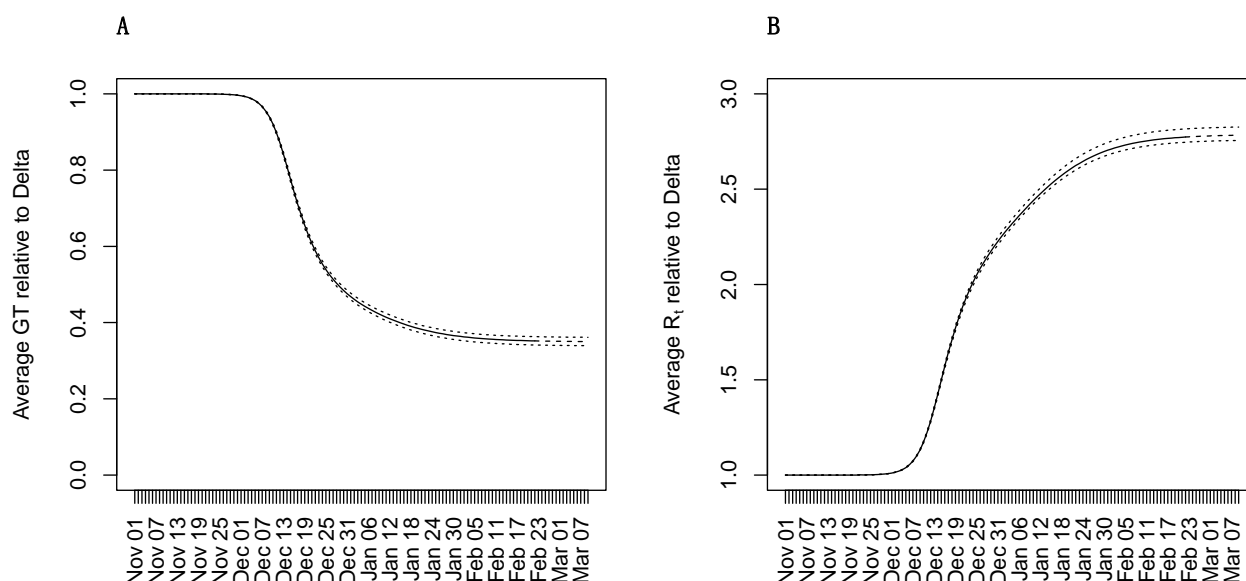 A
Average GT relative to Delta
1.0
0.8
0.6
0.4
0.2
0.0
Nov 01
Nov 07
Nov 13
Nov 19
Nov 25
Dec 01
Dec 07
Dec 13
Dec 19
Dec 25
Dec 31
Jan 06
Jan 12
Jan 18
Jan 24
Jan 30
Feb 05
Feb 11
Feb 17
Feb 23
Mar 01
Mar 07
B
Average Rt relative to Delta
3.0
2.5
2.0
1.5
1.0
Nov 01
Nov 07
Nov 13
Nov 19
Nov 25
Dec 01
Dec 07
Dec 13
Dec 19
Dec 25
Dec 31
Jan 06
Jan 12
Jan 18
Jan 24
Jan 30
Feb 05
Feb 11
Feb 17
Feb 23
Mar 01
Mar 07